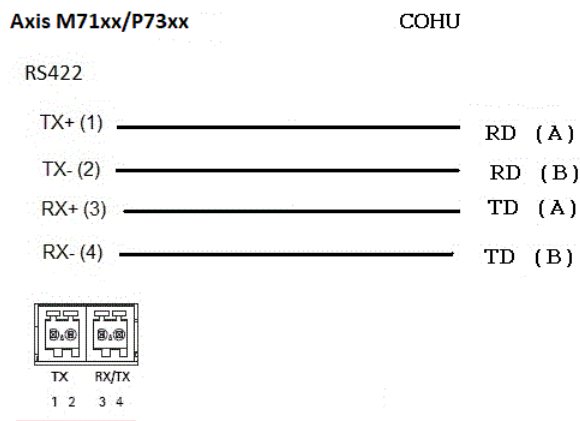 Axis M71xx/P73xx COHU
RS422
TX+ (1) RD (A)
TX- (2) RD (B)
RX+ (3) TD (A)
RX- (4) TD (B)
TX RX/TX
1 2 3 4